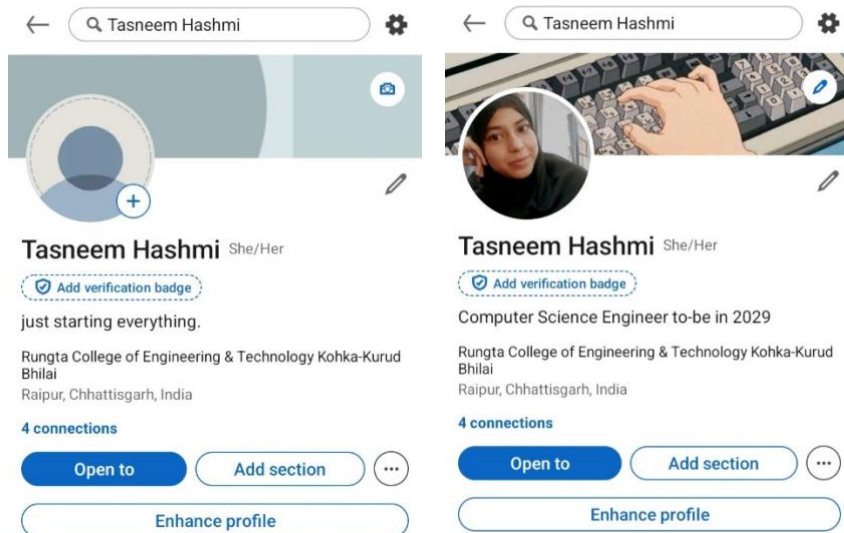 Tasneem Hashmi
Tasneem Hashmi She/Her
Add verification badge
just starting everything.
Rungta College of Engineering & Technology Kohka-Kurud
Bhilai
Raipur, Chhattisgarh, India
4 connections
Open to
Add section
Enhance profile
Tasneem Hashmi
Tasneem Hashmi She/Her
Add verification badge
Computer Science Engineer to-be in 2029
Rungta College of Engineering & Technology Kohka-Kurud
Bhilai
Raipur, Chhattisgarh, India
4 connections
Open to
Add section
Enhance profile